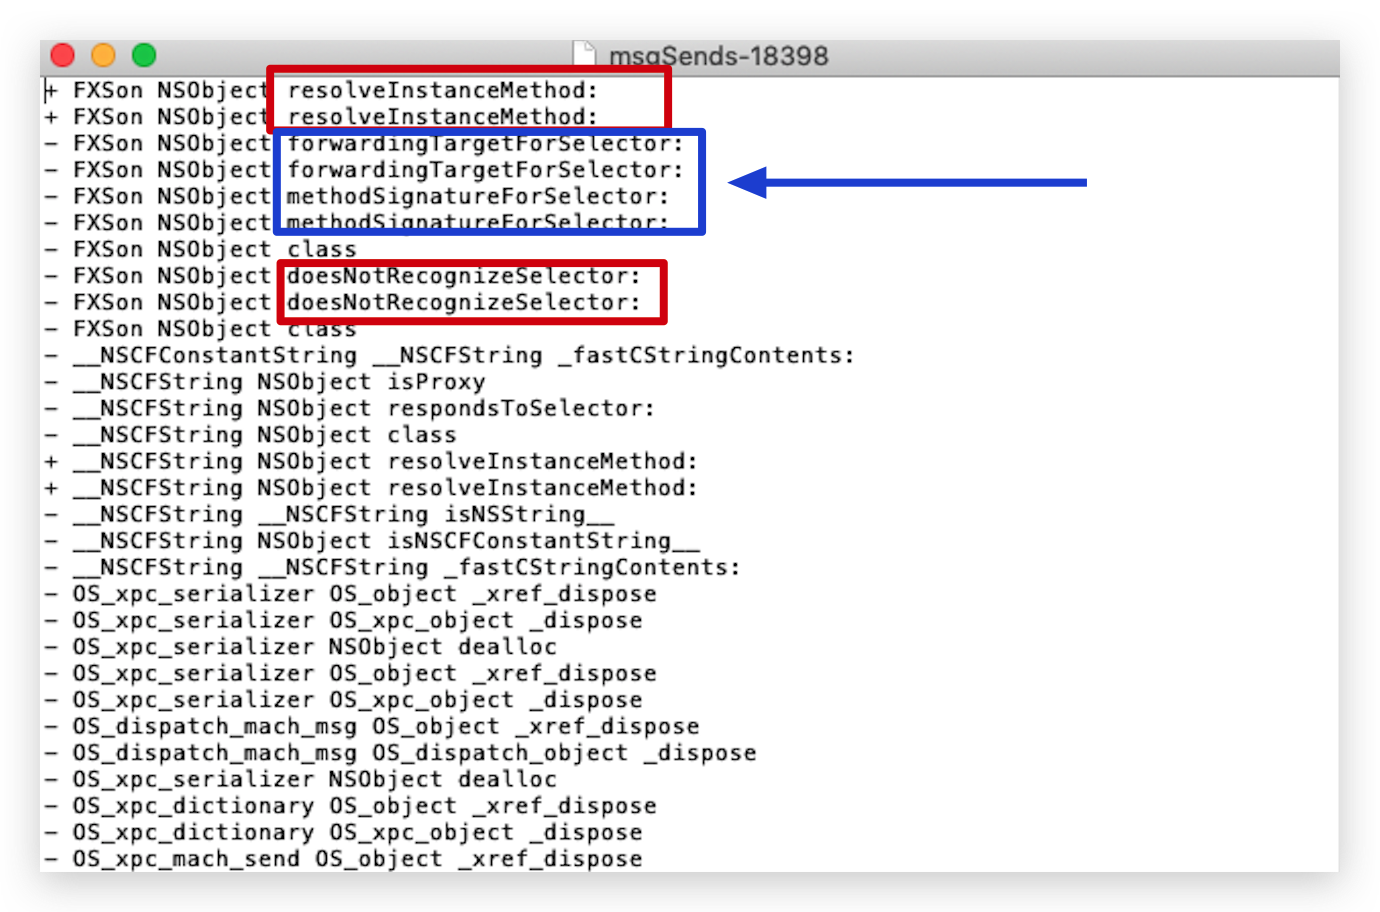 msgSends-18398
+ FXSon NSObject resolveInstanceMethod:
+ FXSon NSObject resolveInstanceMethod:
- FXSon NSObject forwardingTargetForSelector:
- FXSon NSObject forwardingTargetForSelector:
- FXSon NSObject methodSignatureForSelector:
- FXSon NSObject methodSignatureForSelector:
- FXSon NSObject class
- FXSon NSObject doesNotRecognizeSelector:
- FXSon NSObject doesNotRecognizeSelector:
- FXSon NSObject class
- __NSCFConstantString __NSCFString _fastCStringContents:
- __NSCFString NSObject isProxy
- __NSCFString NSObject respondsToSelector:
- __NSCFString NSObject class
+ __NSCFString NSObject resolveInstanceMethod:
+ __NSCFString NSObject resolveInstanceMethod:
- __NSCFString __NSCFString isNSString__
- __NSCFString NSObject isNSCFConstantString__
- __NSCFString __NSCFString _fastCStringContents:
- OS_xpc_serializer OS_object _xref_dispose
- OS_xpc_serializer OS_xpc_object _dispose
- OS_xpc_serializer NSObject dealloc
- OS_xpc_serializer OS_object _xref_dispose
- OS_xpc_serializer OS_xpc_object _dispose
- OS_dispatch_mach_msg OS_object _xref_dispose
- OS_dispatch_mach_msg OS_dispatch_object _dispose
- OS_xpc_serializer NSObject dealloc
- OS_xpc_dictionary OS_object _xref_dispose
- OS_xpc_dictionary OS_xpc_object _dispose
- OS_xpc_mach_send OS_object _xref_dispose